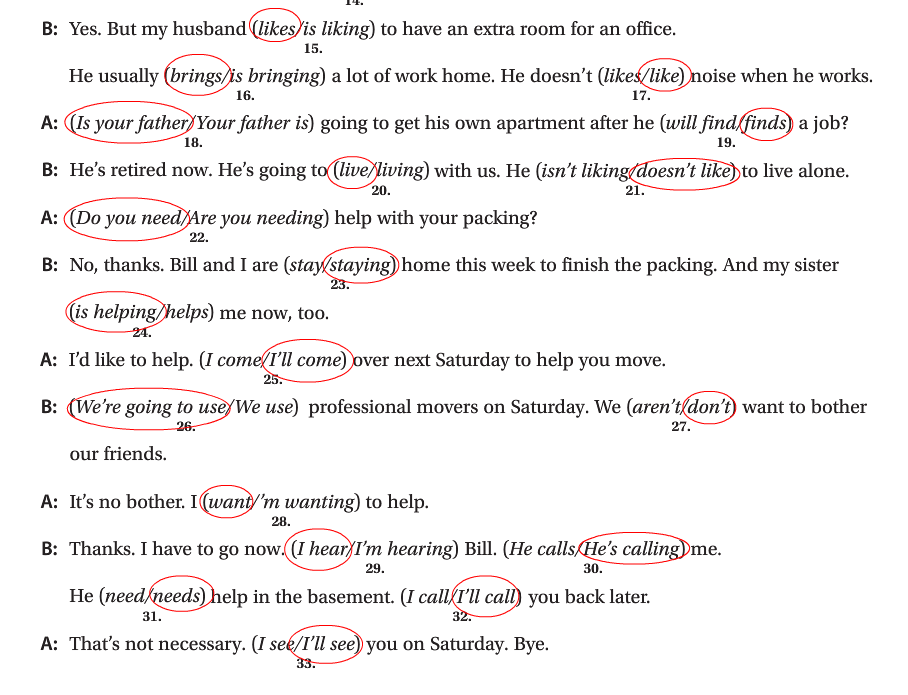 14.
B: Yes. But my husband (likes/is liking) to have an extra room for an office.
15.
He usually (brings/is bringing) a lot of work home. He doesn't (likes/like) noise when he works.
16. 17.
A: (Is your father/Your father is) going to get his own apartment after he (will find/finds) a job?
18. 19.
B: He's retired now. He's going to (live/living) with us. He (isn't liking/doesn't like) to live alone.
20. 21.
A: (Do you need/Are you needing) help with your packing?
22.
B: No, thanks. Bill and I are (stay/staying) home this week to finish the packing. And my sister
23.
(is helping/helps) me now, too.
24.
A: I'd like to help. (I come/I'll come) over next Saturday to help you move.
25.
B: (We're going to use/We use) professional movers on Saturday. We (aren't/don't) want to bother
26. 27.
our friends.
A: It's no bother. I (want/'m wanting) to help.
28.
B: Thanks. I have to go now. (I hear/I'm hearing) Bill. (He calls/He's calling) me.
29. 30.
He (need/needs) help in the basement. (I call/I'll call) you back later.
31. 32.
A: That's not necessary. (I see/I'll see) you on Saturday. Bye.
33.